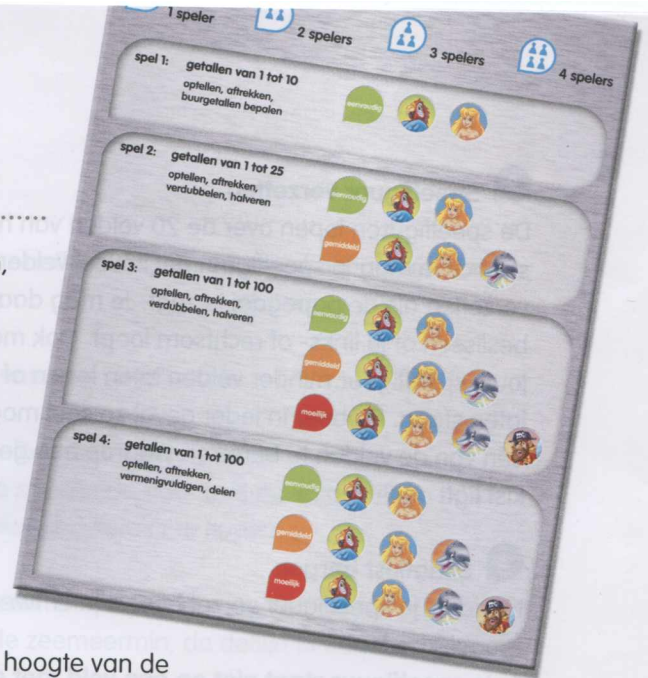 1 speler
2 spelers
3 spelers
4 spelers
spel 1: getallen van 1 tot 10
optellen, aftrekken,
buurgetallen bepalen
eenvoudig
spel 2: getallen van 1 tot 25
optellen, aftrekken,
verdubbelen, halveren
eenvoudig
gemiddeld
spel 3: getallen van 1 tot 100
optellen, aftrekken,
verdubbelen, halveren
eenvoudig
gemiddeld
moeilijk
spel 4: getallen van 1 tot 100
optellen, aftrekken,
vermenigvuldigen, delen
eenvoudig
gemiddeld
moeilijk
hoogte van de